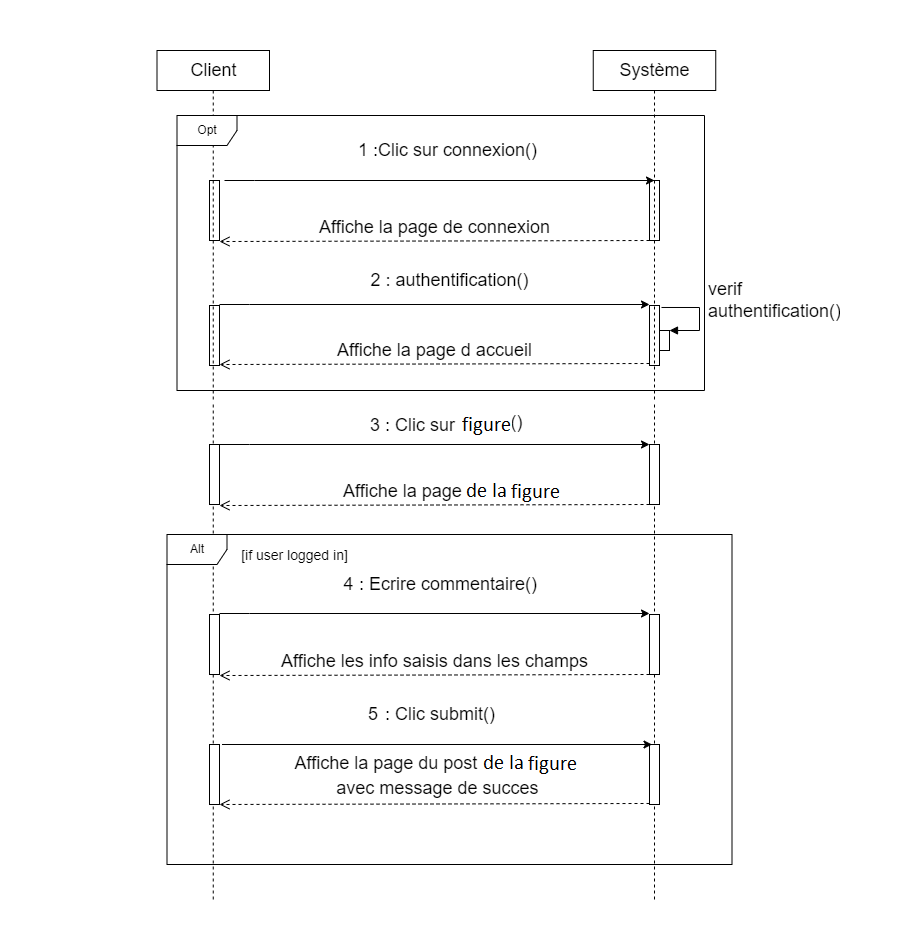 Client
Système
Opt
1 :Clic sur connexion()
Affiche la page de connexion
2 : authentification()
verif
authentification()
Affiche la page d accueil
3 : Clic sur figure()
Affiche la page de la figure
Alt
[if user logged in]
4 : Ecrire commentaire()
Affiche les info saisis dans les champs
5 : Clic submit()
Affiche la page du post de la figure
avec message de succes